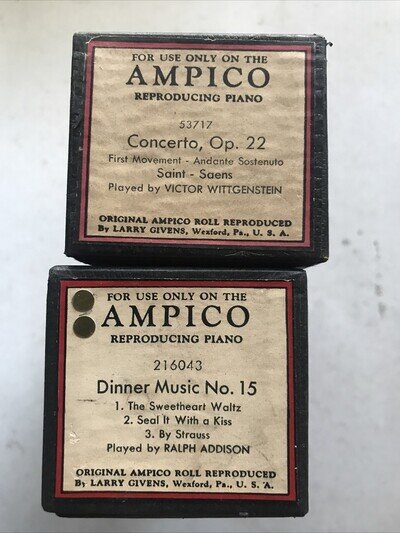 FOR USE ONLY ON THE
AMPICO
REPRODUCING PIANO
53717
Concerto, Op. 22
First Movement - Andante Sostenuto
Saint - Saens
Played by VICTOR WITTGENSTEIN
ORIGINAL AMPICO ROLL REPRODUCED
By LARRY GIVENS, Wexford, Pa., U. S. A.
FOR USE ONLY ON THE
AMPICO
REPRODUCING PIANO
216043
Dinner Music No. 15
1. The Sweetheart Waltz
2. Seal It With a Kiss
3. By Strauss
Played by RALPH ADDISON
ORIGINAL AMPICO ROLL REPRODUCED
By LARRY GIVENS, Wexford, Pa., U. S. A.